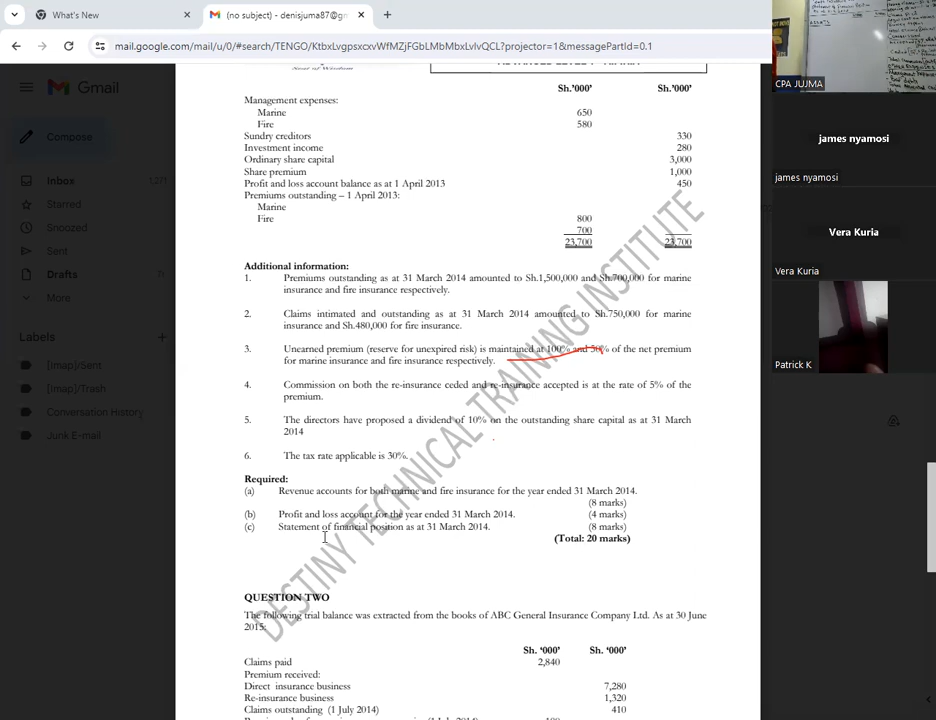 What's New
(no subject) - denisjuma87@gm
mail.google.com/mail/u/0/#search/TENGO/KtbxLvgpsxcxvWfMZjFGbLMbMbxLvlvQCL?projector=1&messagePartId=0.1
Gmail
Compose
Inbox 1,271
Starred
Snoozed
Sent
Drafts 71
More
Labels
[Imap]/Sent
[Imap]/Trash
Conversation History
Junk E-mail
Seat of Wisdom
Sh.'000' Sh.'000'
Management expenses:
Marine 650
Fire 580
Sundry creditors 330
Investment income 280
Ordinary share capital 3,000
Share premium 1,000
Profit and loss account balance as at 1 April 2013 450
Premiums outstanding – 1 April 2013:
Marine
Fire 800
700
23,700 23,700
Additional information:
1. Premiums outstanding as at 31 March 2014 amounted to Sh.1,500,000 and Sh.700,000 for marine
insurance and fire insurance respectively.
2. Claims intimated and outstanding as at 31 March 2014 amounted to Sh.750,000 for marine
insurance and Sh.480,000 for fire insurance.
3. Unearned premium (reserve for unexpired risk) is maintained at 100% and 50% of the net premium
for marine insurance and fire insurance respectively.
4. Commission on both the re-insurance ceded and re-insurance accepted is at the rate of 5% of the
premium.
5. The directors have proposed a dividend of 10% on the outstanding share capital as at 31 March
2014
6. The tax rate applicable is 30%.
Required:
(a) Revenue accounts for both marine and fire insurance for the year ended 31 March 2014.
(8 marks)
(b) Profit and loss account for the year ended 31 March 2014. (4 marks)
(c) Statement of financial position as at 31 March 2014. (8 marks)
(Total: 20 marks)
QUESTION TWO
The following trial balance was extracted from the books of ABC General Insurance Company Ltd. As at 30 June
2015:
Sh. '000' Sh. '000'
Claims paid 2,840
Premium received:
Direct insurance business 7,280
Re-insurance business 1,320
Claims outstanding (1 July 2014) 410
DESTINY TECHNICAL TRAINING INSTITUTE
CPA JUJMA
james nyamosi
james nyamosi
Vera Kuria
Vera Kuria
Patrick K